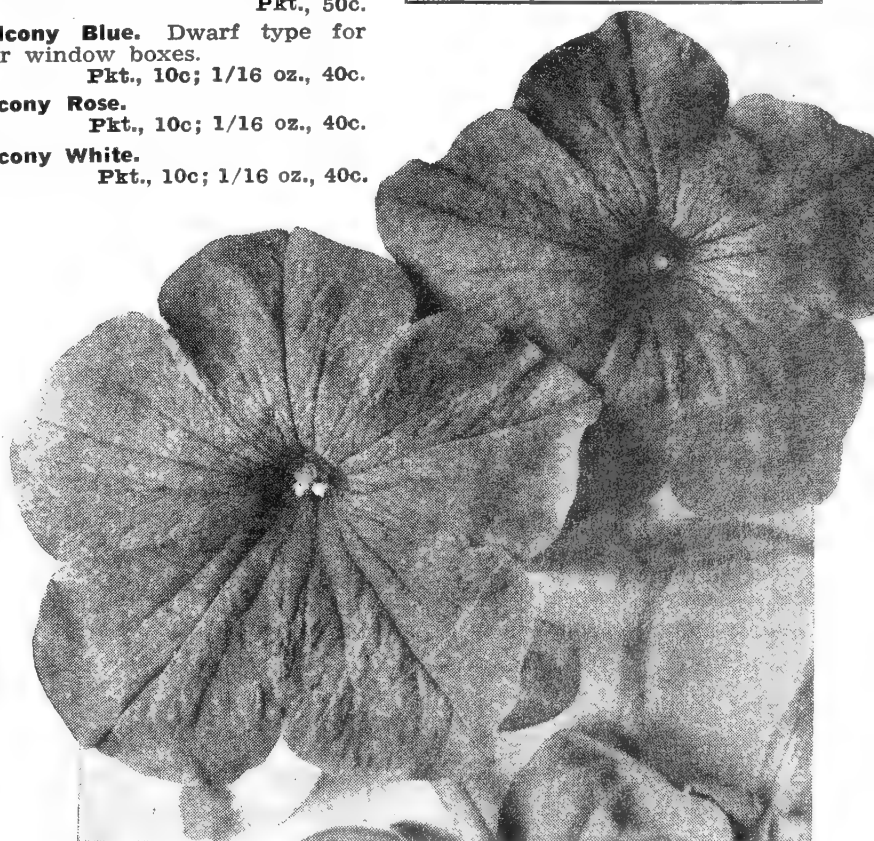 Pkt., 50c.
lcony Blue. Dwarf type for
r window boxes.
Pkt., 10c; 1/16 oz., 40c.
cony Rose.
Pkt., 10c; 1/16 oz., 40c.
cony White.
Pkt., 10c; 1/16 oz., 40c.